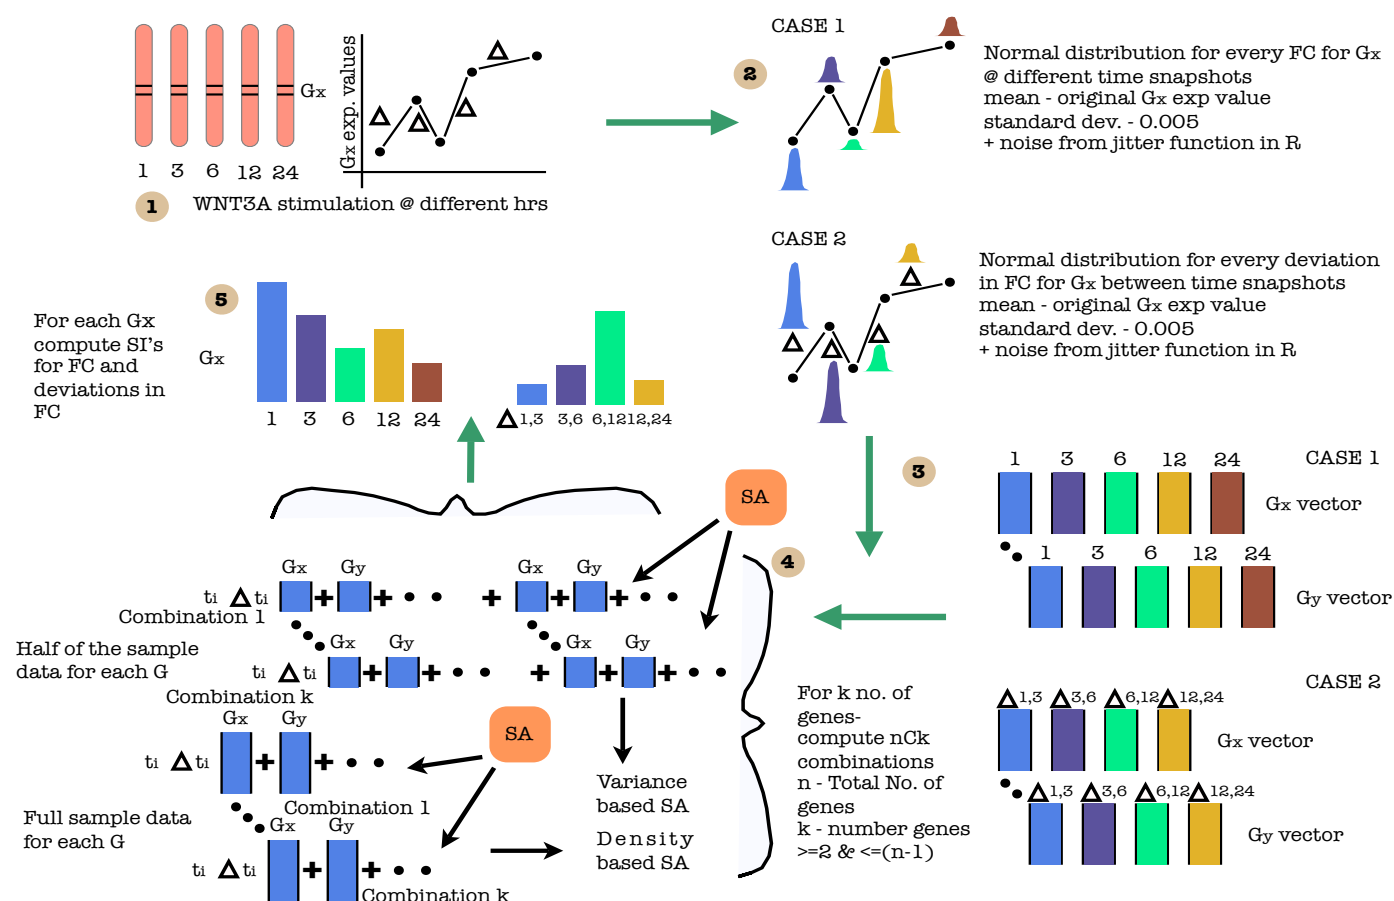 Gx
1 3 6 12 24
1 WNT3A stimulation @ different hrs
Gx exp. values
2
CASE 1
Normal distribution for every FC for Gx
@ different time snapshots
mean - original Gx exp value
standard dev. - 0.005
+ noise from jitter function in R
CASE 2
Normal distribution for every deviation
in FC for Gx between time snapshots
mean - original Gx exp value
standard dev. - 0.005
+ noise from jitter function in R
3
1 3 6 12 24 CASE 1
Gx vector
1 3 6 12 24
Gy vector
CASE 2
Δ1,3 Δ3,6 Δ6,12 Δ12,24
Gx vector
Δ1,3 Δ3,6 Δ6,12 Δ12,24
Gy vector
4
For k no. of
genes-
compute nCk
combinations
n - Total No. of
genes
k - number genes
>=2 & <=(n-1)
SA
Gx Gy Gx Gy
ti Δ ti + + + + +
Combination 1
Gx Gy Gx Gy
Half of the sample
data for each G
ti Δ ti + + + + +
Combination k
SA
Gx Gy
ti Δ ti + +
Combination 1
Full sample data
for each G
Gx Gy
ti Δ ti + +
Combination k
Variance
based SA
Density
based SA
5
For each Gx
compute SI's
for FC and
deviations in
FC
Gx
1 3 6 12 24
Δ 1,3 3,6 6,12 12,24